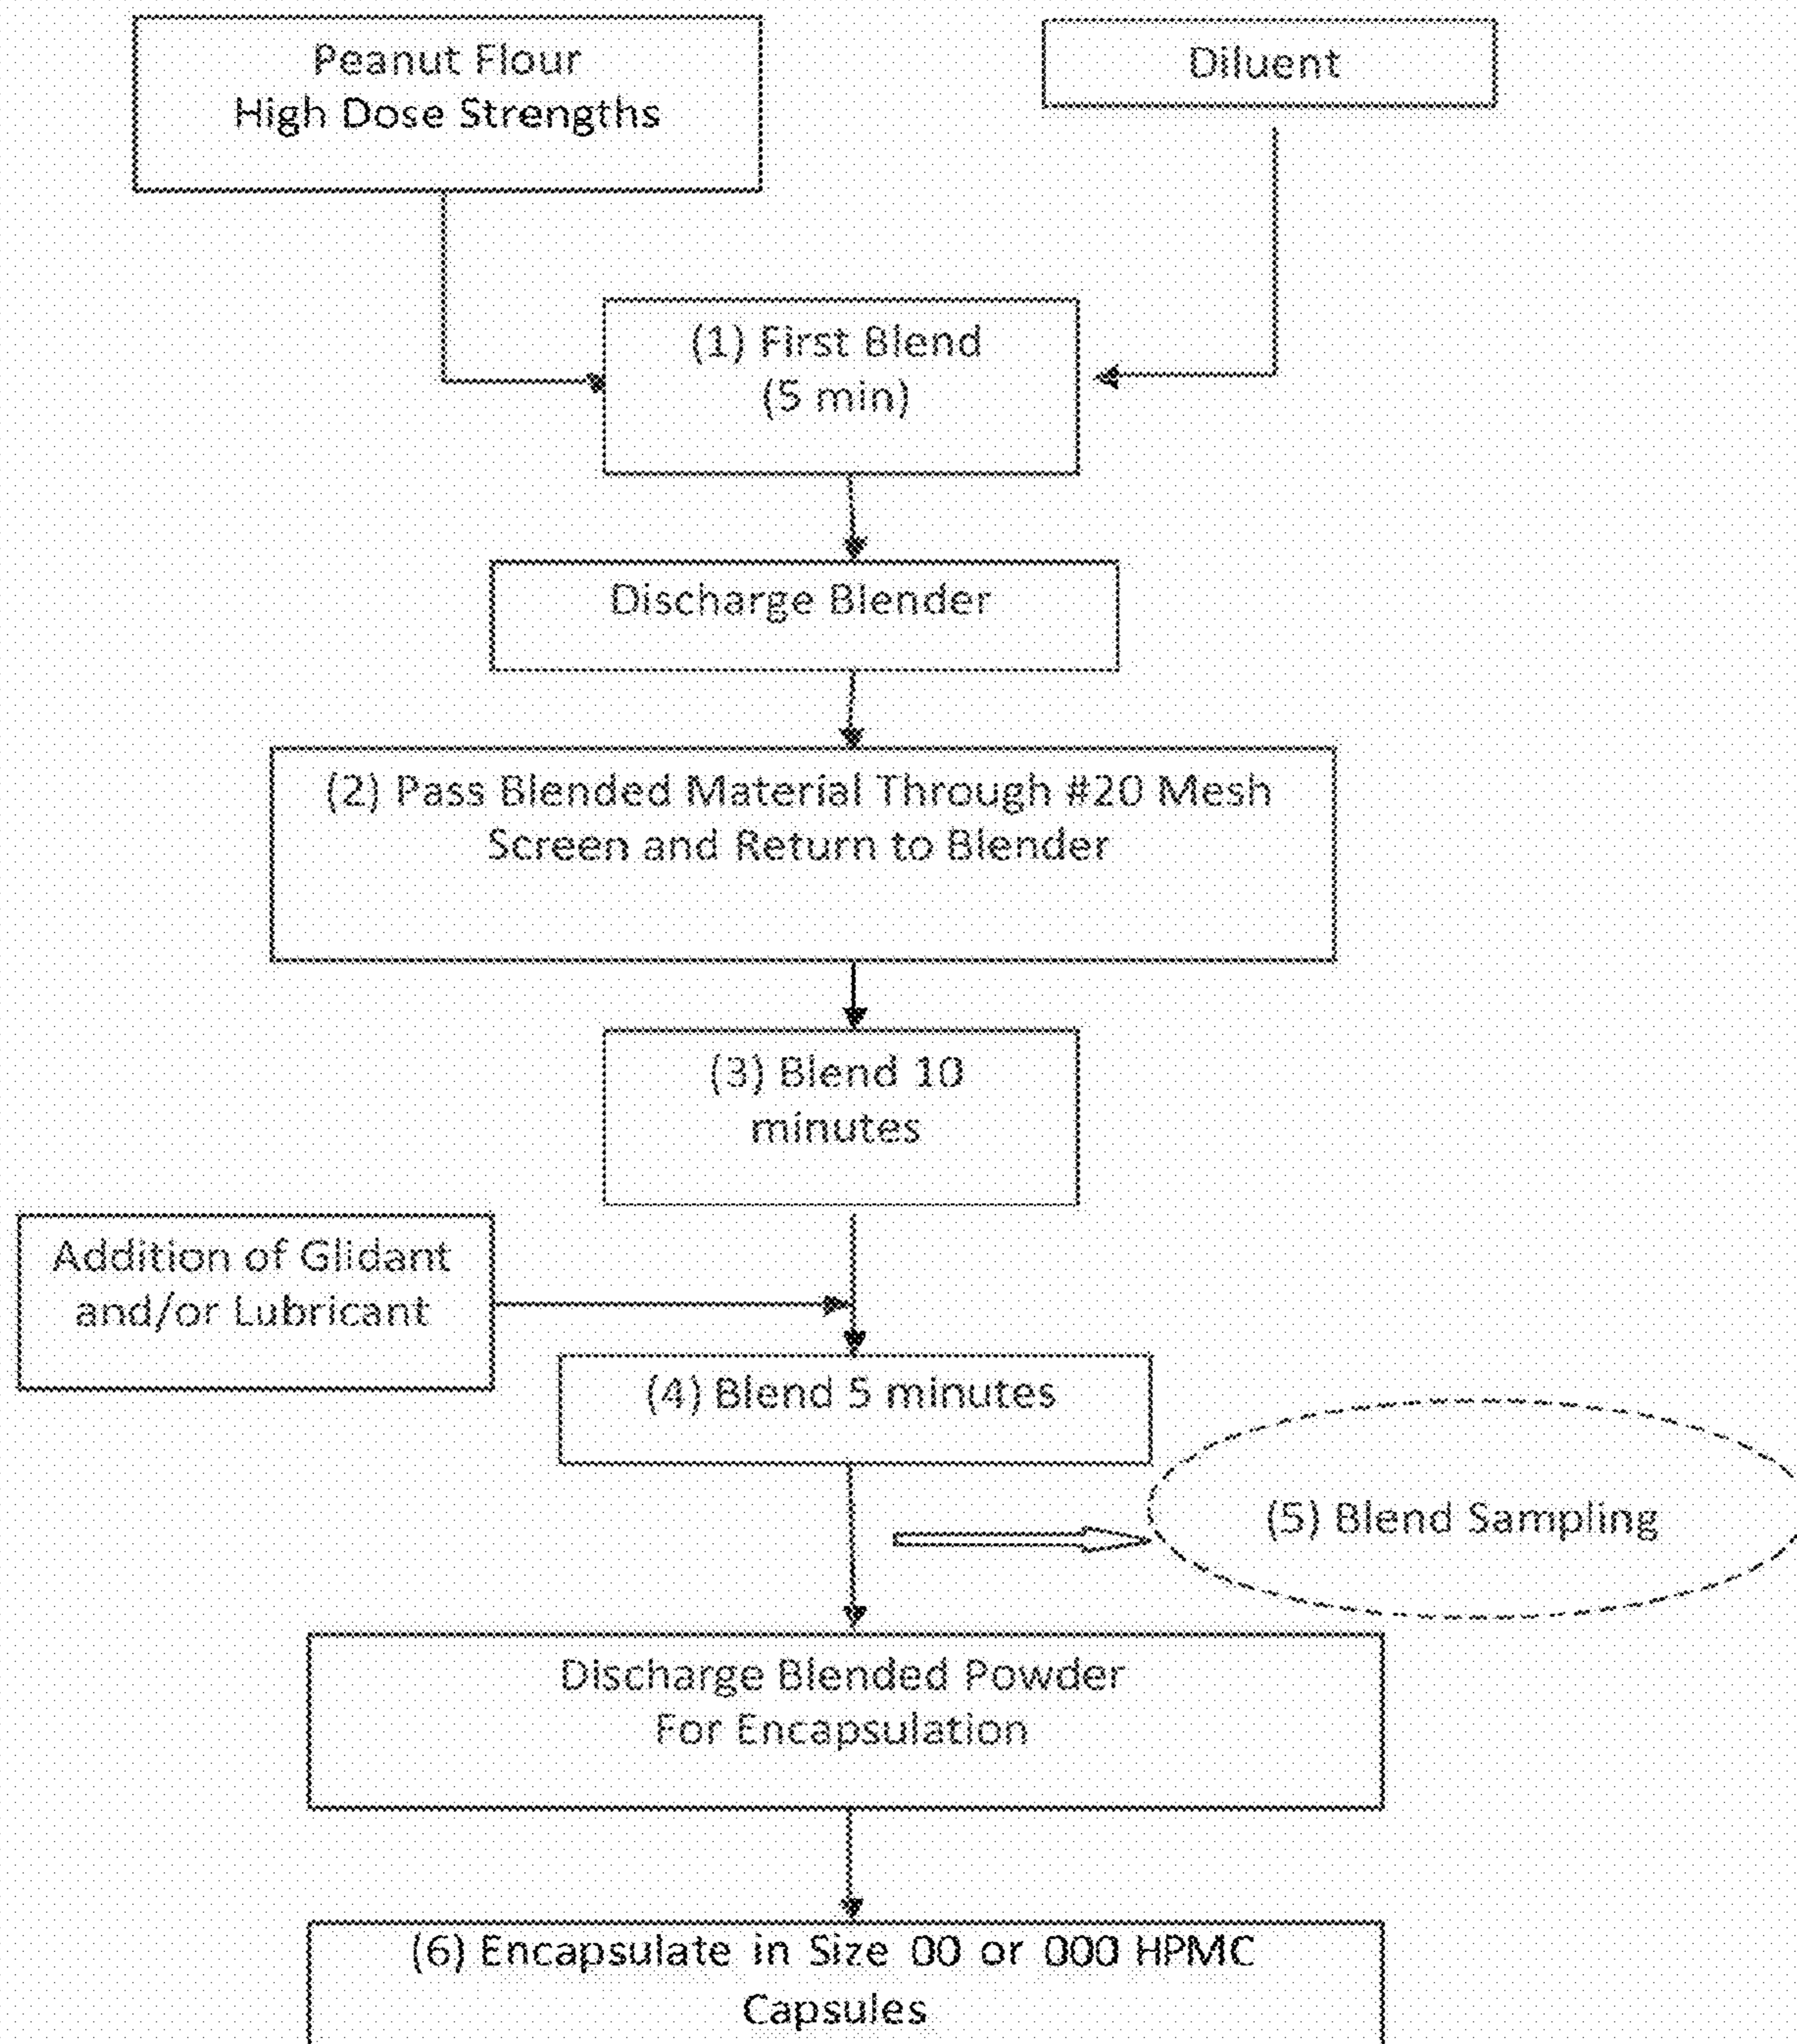 Peanut Flour
High Dose Strengths
Diluent
(1) First Blend
(5 min)
Discharge Blender
(2) Pass Blended Material Through #20 Mesh
Screen and Return to Blender
(3) Blend 10
minutes
Addition of Glidant
and/or Lubricant
(4) Blend 5 minutes
(5) Blend Sampling
Discharge Blended Powder
For Encapsulation
(6) Encapsulate in Size 00 or 000 HPMC
Capsules